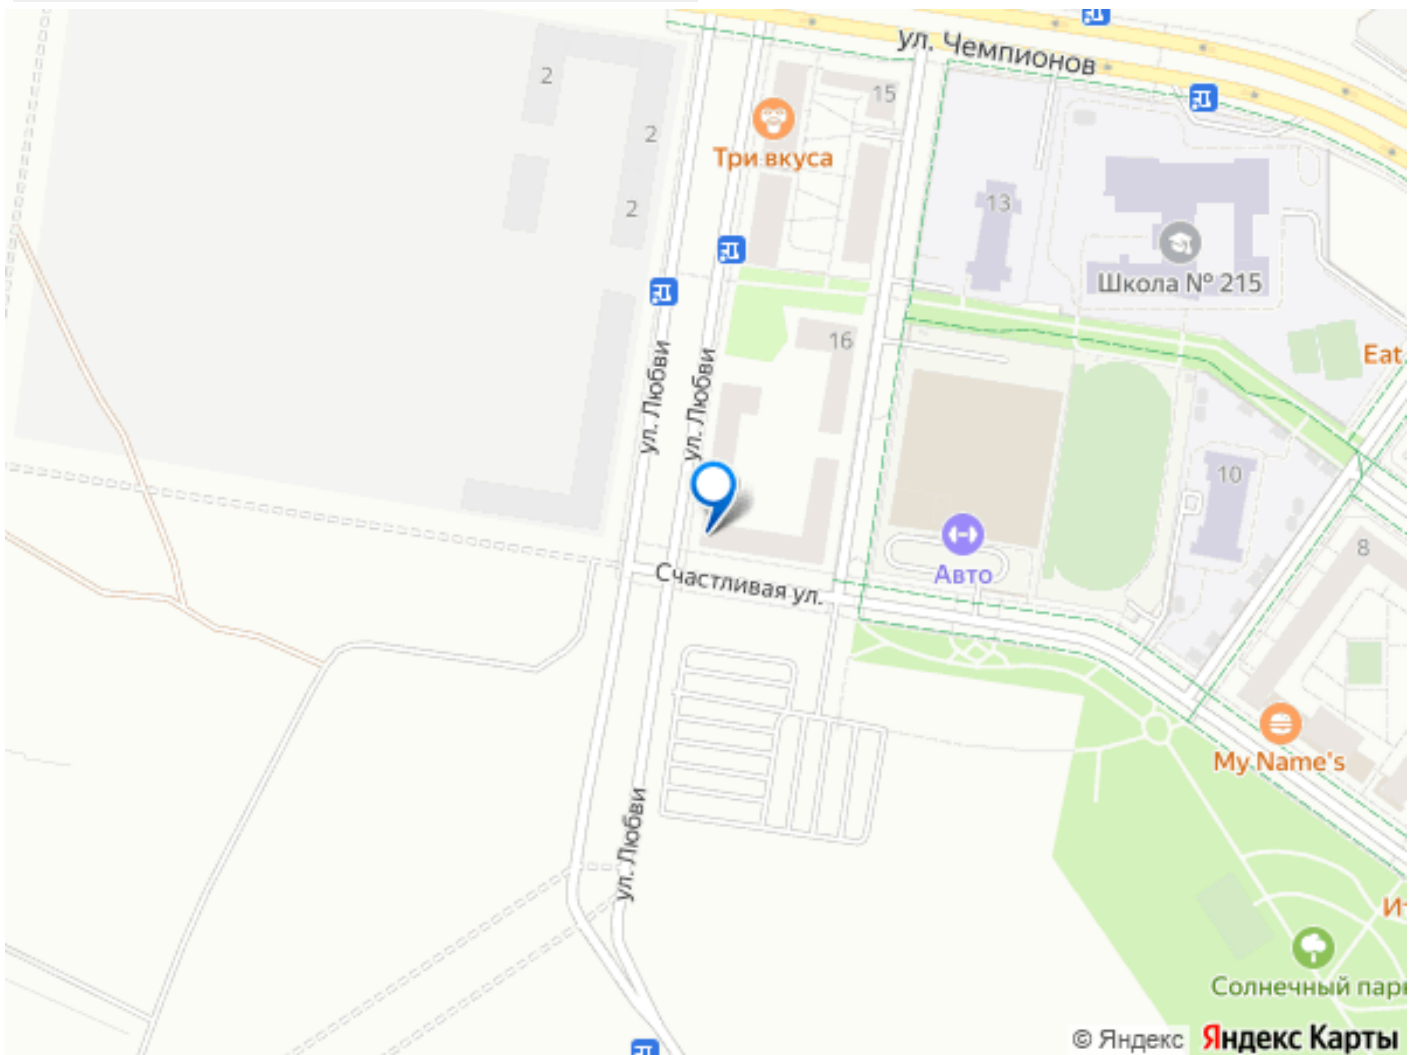 ул. Чемпионов
2
15
2
Три вкуса
13
2
Школа № 215
16
Eat
ул. Любви
ул. Любви
10
8
Авто
Счастливая ул.
My Name's
ул. Любви
Солнечный парк
© Яндекс Яндекс Карты